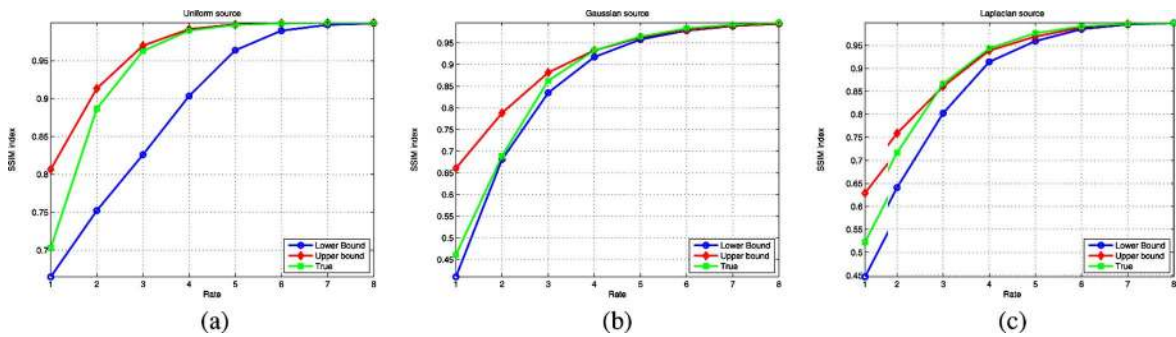 Uniform source
0.95
0.9
0.85
0.8
0.75
0.7
SSIM index
1 2 3 4 5 6 7 8
Rate
Lower Bound
Upper bound
True
(a)
Gaussian source
0.95
0.9
0.85
0.8
0.75
0.7
0.65
0.6
0.55
0.5
0.45
SSIM index
1 2 3 4 5 6 7 8
Rate
Lower Bound
Upper bound
True
(b)
Laplacian source
0.95
0.9
0.85
0.8
0.75
0.7
0.65
0.6
0.55
0.5
0.45
SSIM index
1 2 3 4 5 6 7 8
Rate
Lower Bound
Upper bound
True
(c)